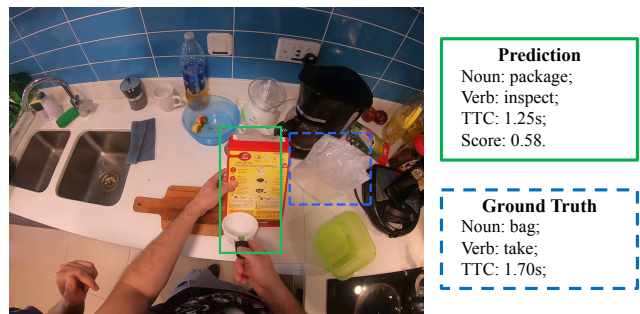 Prediction
Noun: package;
Verb: inspect;
TTC: 1.25s;
Score: 0.58.
Ground Truth
Noun: bag;
Verb: take;
TTC: 1.70s;